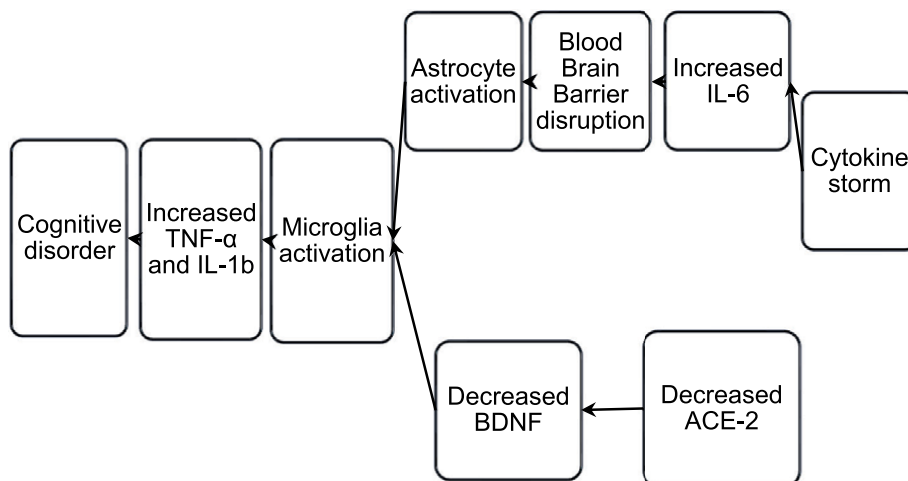 Astrocyte
activation
Blood
Brain
Barrier
disruption
Increased
IL-6
Cytokine
storm
Cognitive
disorder
Increased
TNF-α
and IL-1b
Microglia
activation
Decreased
BDNF
Decreased
ACE-2